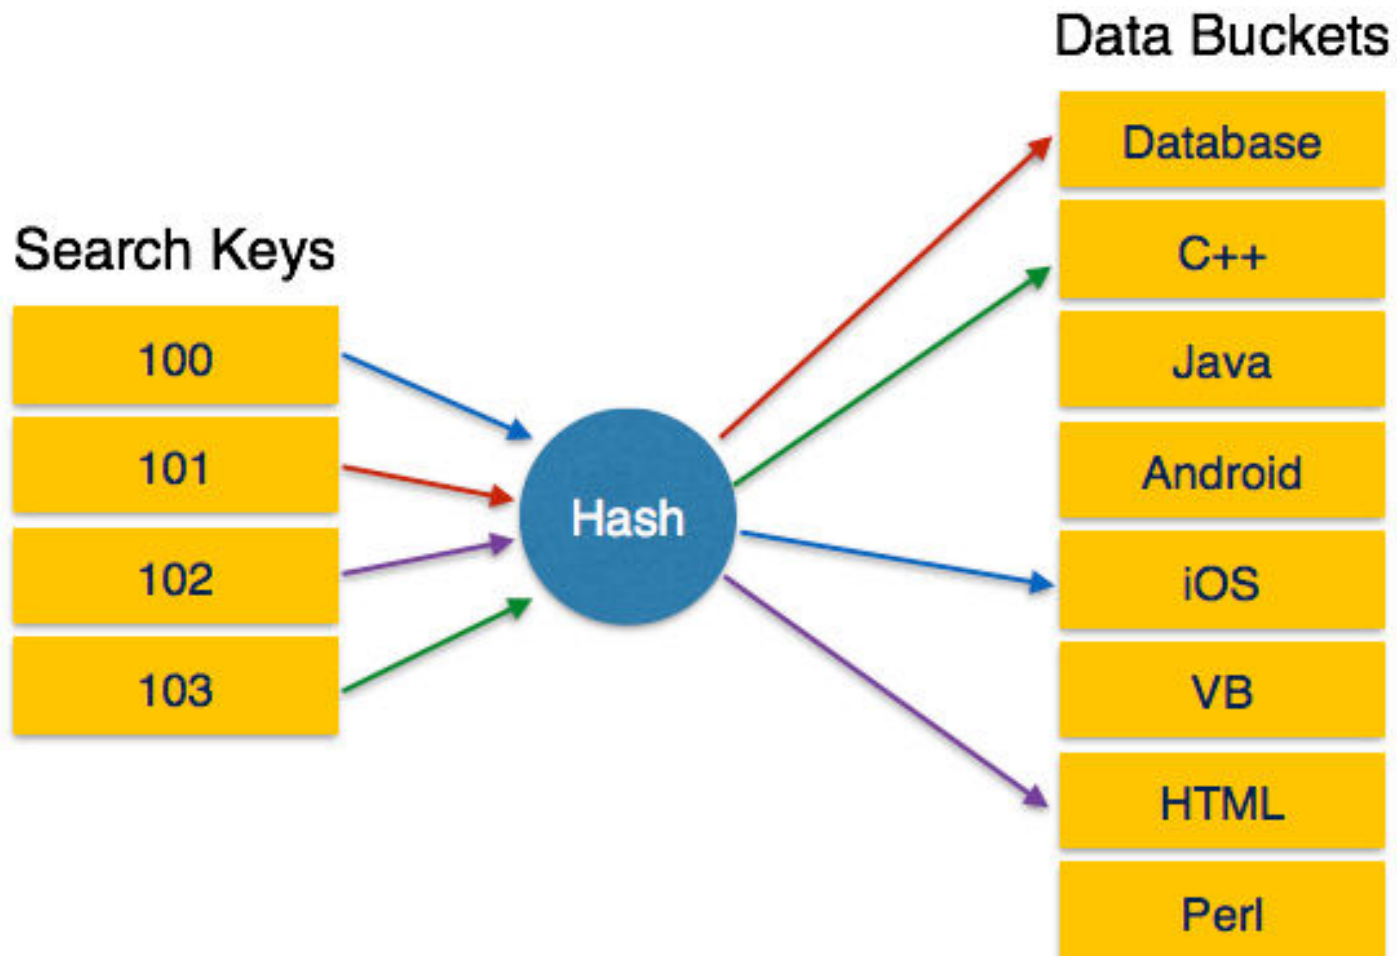 Search Keys
100
101
102
103
Hash
Data Buckets
Database
C++
Java
Android
iOS
VB
HTML
Perl